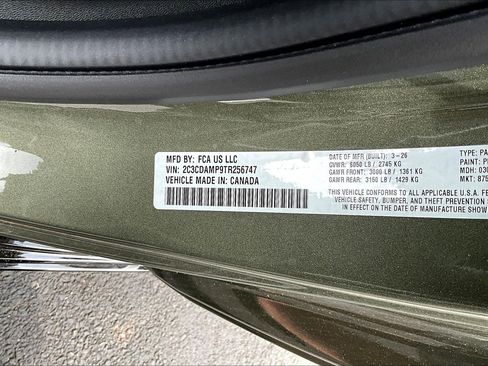 MFD BY: FCA US LLC
VIN: 2C3CDAMP9TR256747
VEHICLE MADE IN: CANADA
DATE OF MFR (BUILT): 3-26
GVWR: 6050 LB / 2745 KG
GAWR FRONT: 3000 LB / 1361 KG
GAWR REAR: 3150 LB / 1429 KG
THIS VEHICLE CONFORMS TO ALL APPLICABLE U.S.A. FE
VEHICLE SAFETY, BUMPER, AND THEFT PREVENTION S
IN EFFECT ON THE DATE OF MANUFACTURE SHOW
TYPE: PA
PAINT: P
MDH: 03
MKT: 875